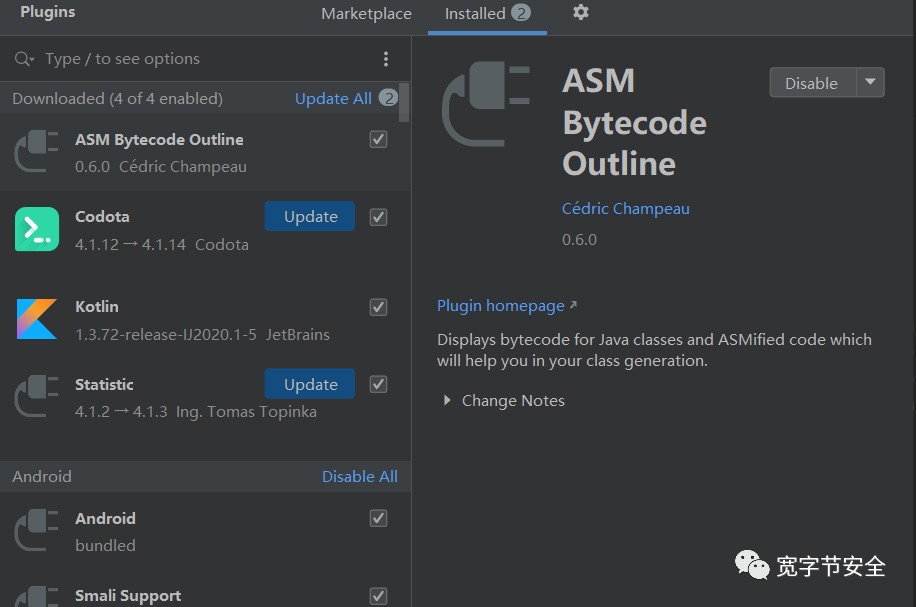 Plugins
Marketplace
Installed 2
Type / to see options
Downloaded (4 of 4 enabled)
Update All 2
ASM Bytecode Outline
0.6.0 Cédric Champeau
Codota
Update
4.1.12 → 4.1.14 Codota
Kotlin
1.3.72-release-IJ2020.1-5 JetBrains
Statistic
Update
4.1.2 → 4.1.3 Ing. Tomas Topinka
Android
Disable All
Android
bundled
Smali Support
ASM
Bytecode
Outline
Disable
Cédric Champeau
0.6.0
Plugin homepage ↗
Displays bytecode for Java classes and ASMified code which
will help you in your class generation.
Change Notes
宽字节安全